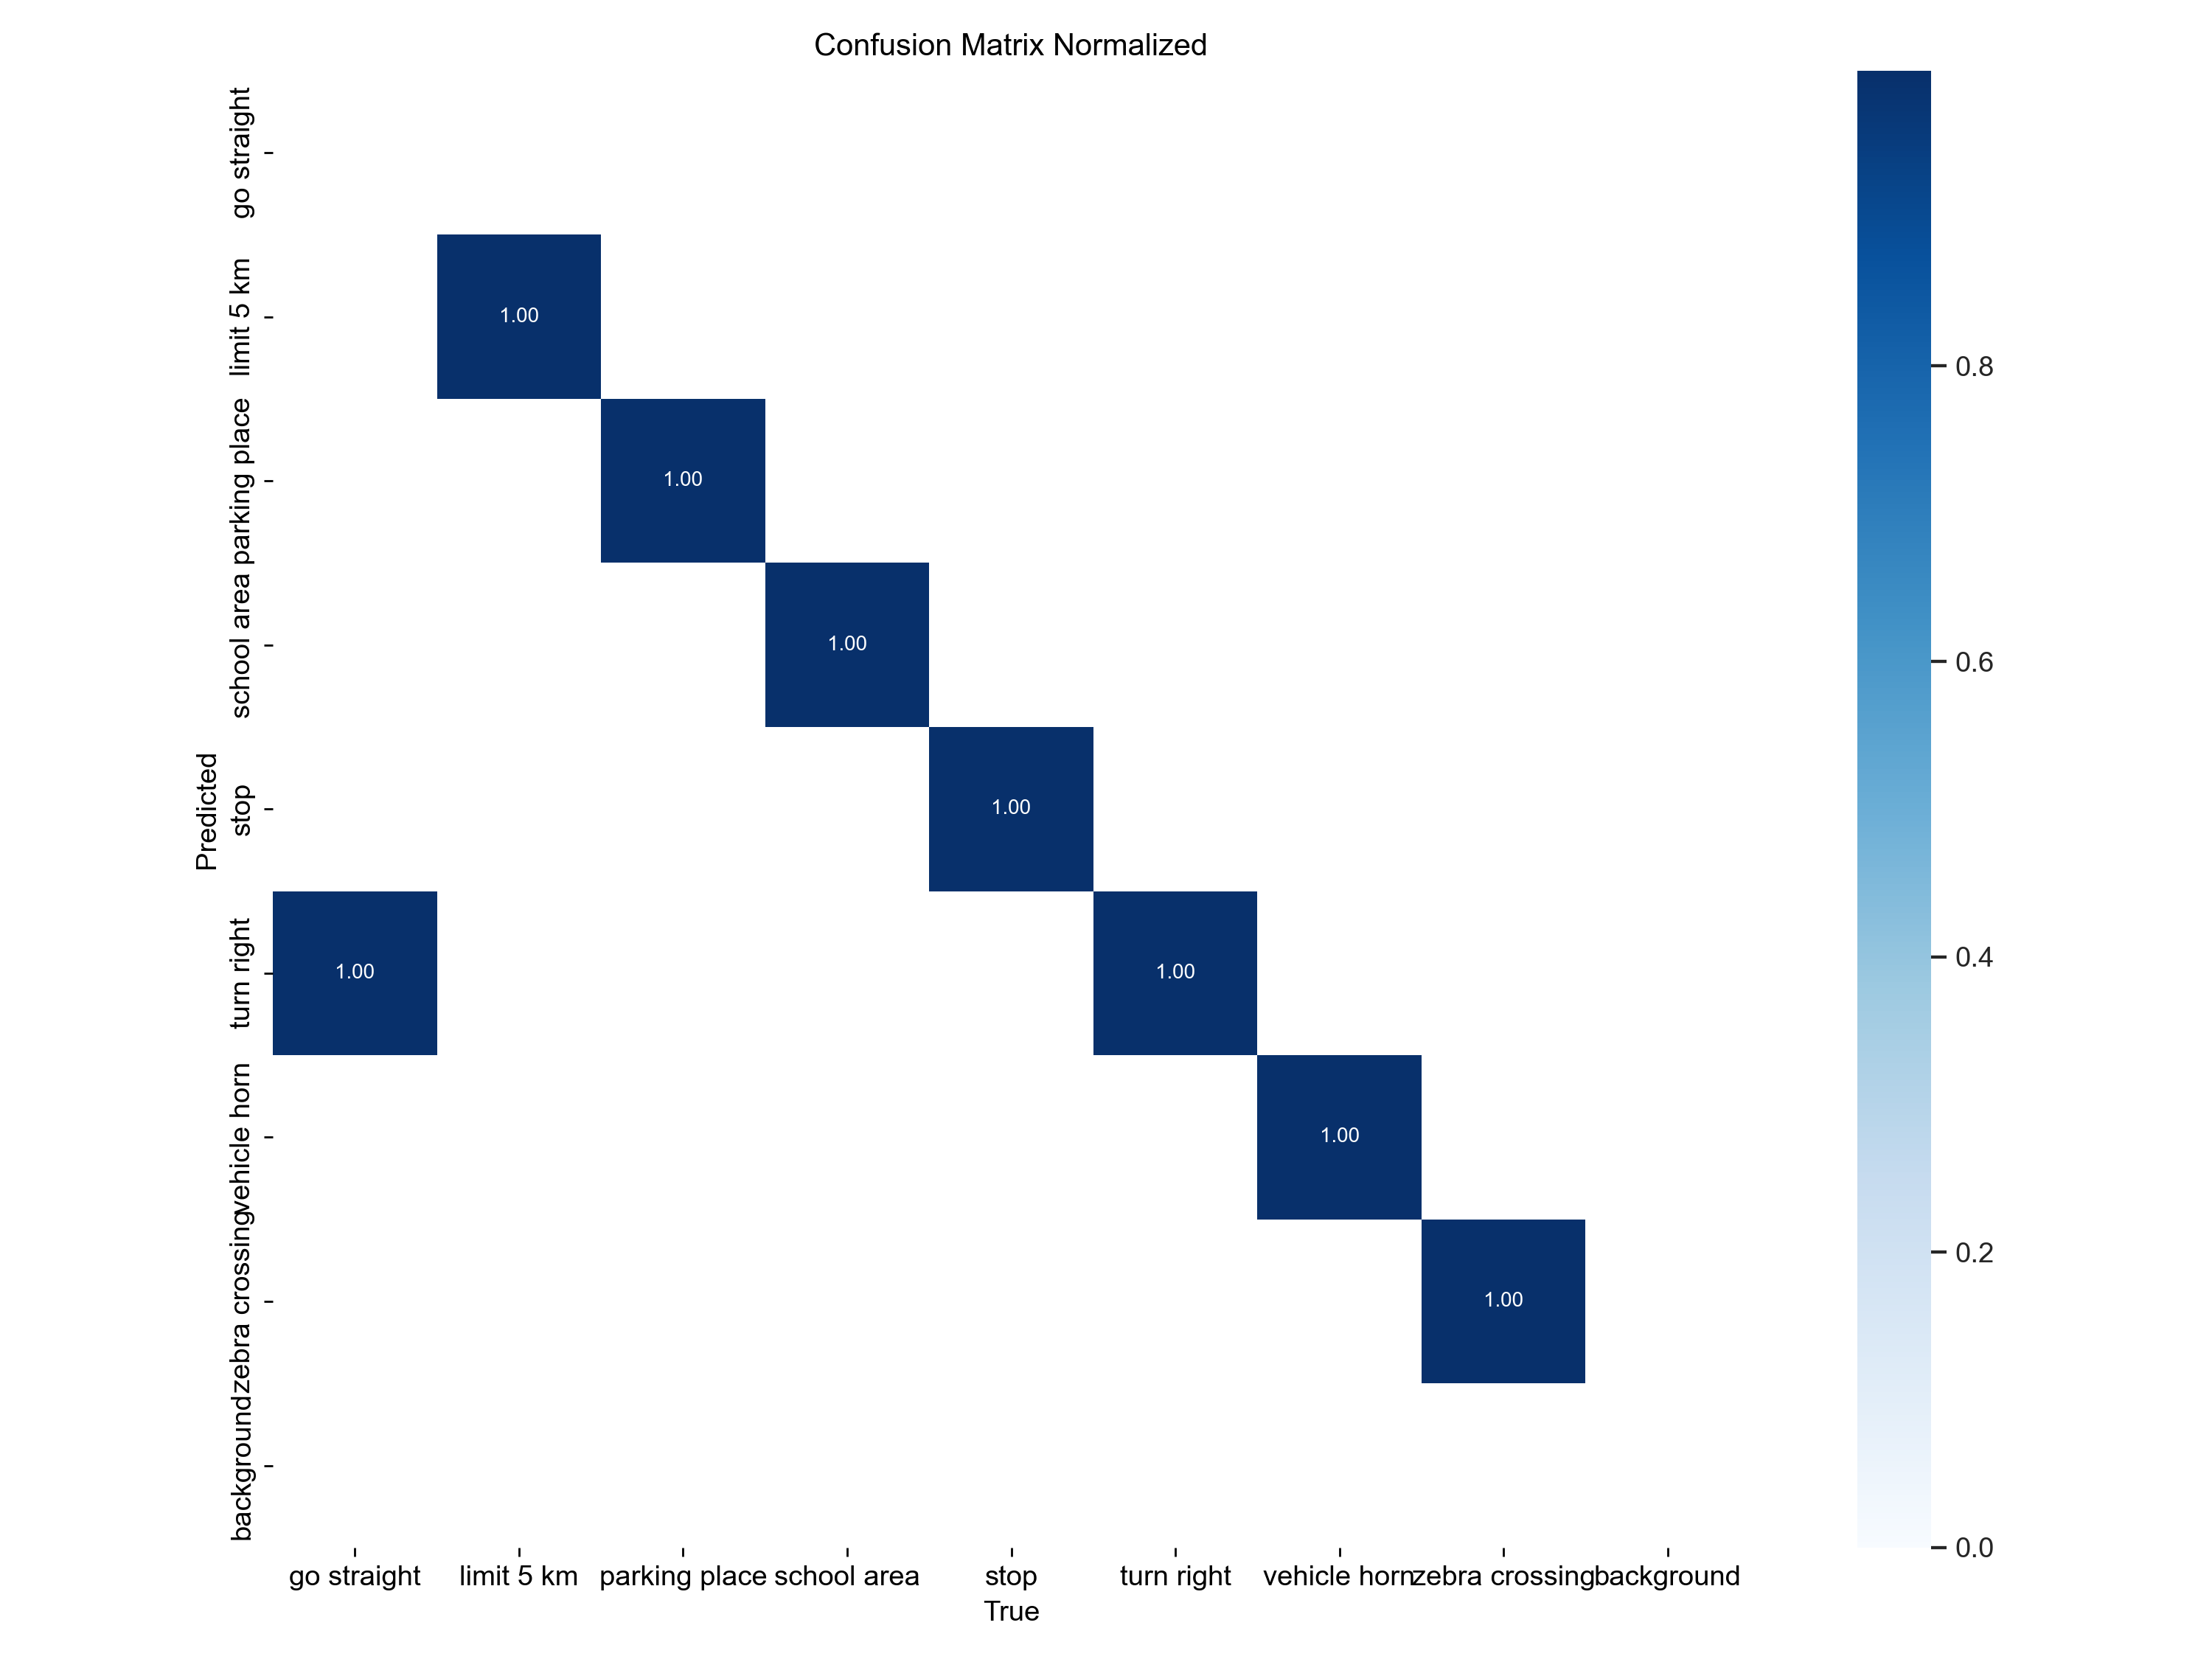 Confusion Matrix Normalized
Predicted
go straight
limit 5 km
parking place
school area
stop
turn right
vehicle horn
zebra crossing
background
1.00
1.00
1.00
1.00
1.00 1.00
1.00
1.00
0.8
0.6
0.4
0.2
0.0
go straight limit 5 km parking place school area stop turn right vehicle horn zebra crossing background
True